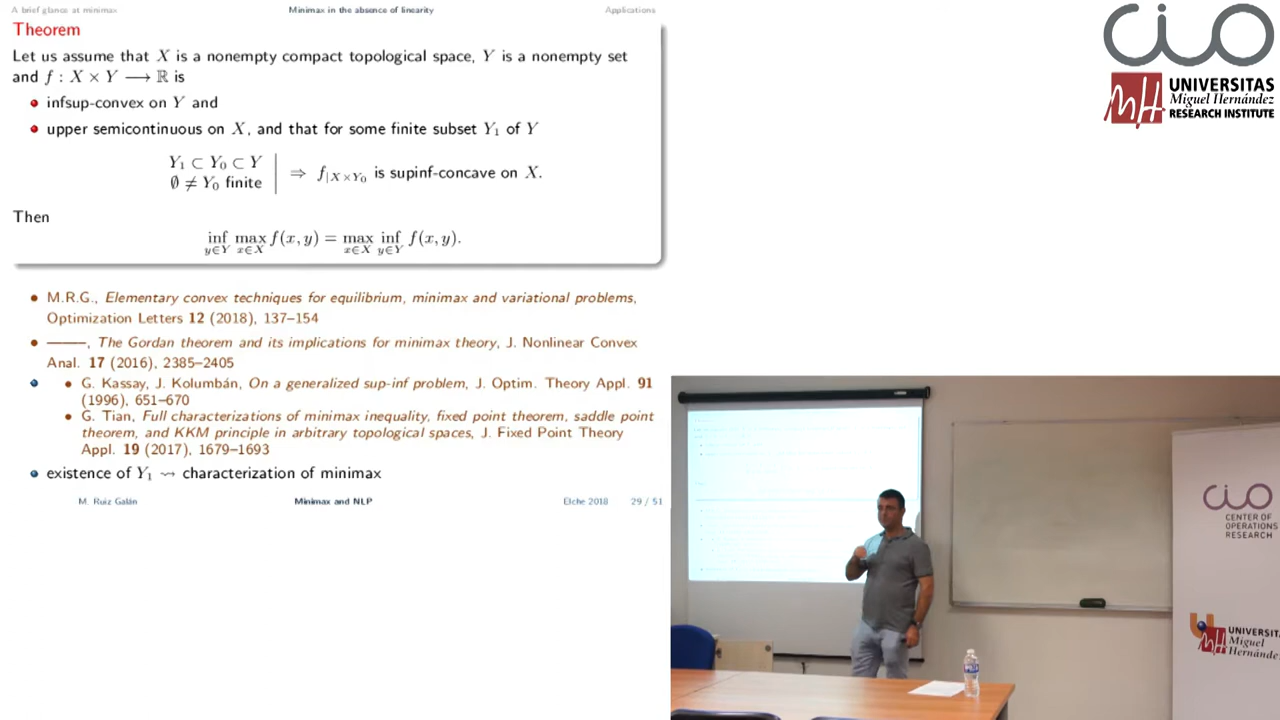 A brief glance at minimax Minimax in the absence of linearity Applications
Theorem
Let us assume that X is a nonempty compact topological space, Y is a nonempty set
and f : X × Y ⟶ ℝ is
• infsup-convex on Y and
• upper semicontinuous on X, and that for some finite subset Y₁ of Y
Y₁ ⊂ Y₀ ⊂ Y
∅ ≠ Y₀ finite | ⇒ f|X×Y₀ is supinf-concave on X.
Then
inf max f(x, y) = max inf f(x, y).
y∈Y x∈X x∈X y∈Y
• M.R.G., Elementary convex techniques for equilibrium, minimax and variational problems,
Optimization Letters 12 (2018), 137–154
• ———, The Gordan theorem and its implications for minimax theory, J. Nonlinear Convex
Anal. 17 (2016), 2385–2405
• • G. Kassay, J. Kolumbán, On a generalized sup-inf problem, J. Optim. Theory Appl. 91
(1996), 651–670
• G. Tian, Full characterizations of minimax inequality, fixed point theorem, saddle point
theorem, and KKM principle in arbitrary topological spaces, J. Fixed Point Theory
Appl. 19 (2017), 1679–1693
• existence of Y₁ ⇝ characterization of minimax
M. Ruiz Galán Minimax and NLP Elche 2018 29 / 51
CIO
UNIVERSITAS
Miguel Hernández
RESEARCH INSTITUTE
CIO
CENTER OF
OPERATIONS
RESEARCH
UNIVERSITA
Miguel
Hernánde